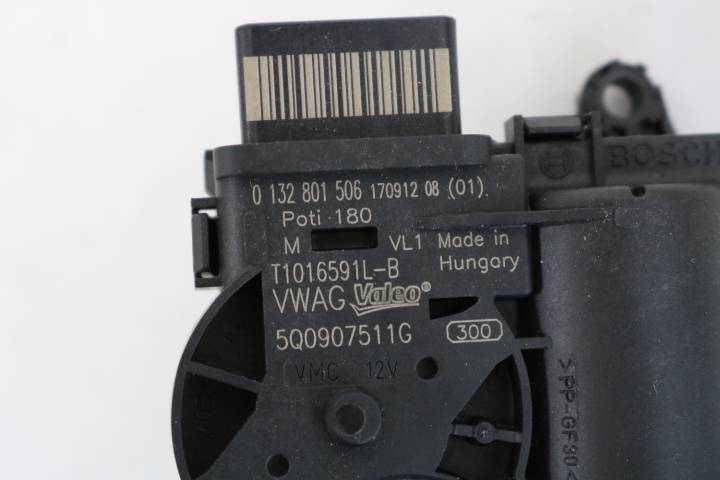 BOSCH
0 132 801 506 170912 08 (01)
Poti 180
M VL1 Made in Hungary
T1016591L-B
VWAG Valeo®
5Q0907511G 300
VMC 12V
>PP-GF30<